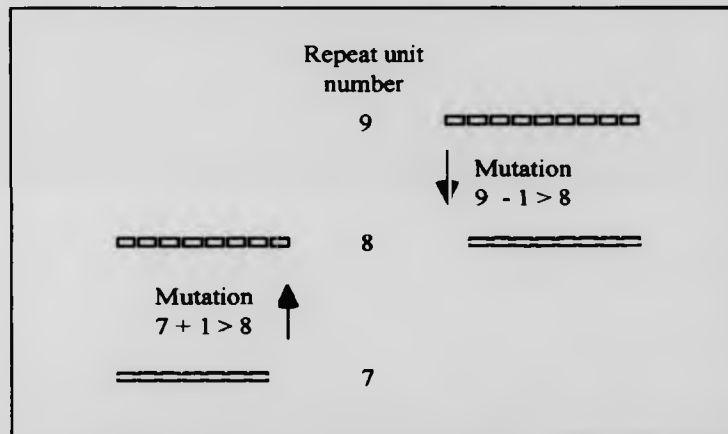 Repeat unit
number
9
Mutation
9 - 1 > 8
8
Mutation
7 + 1 > 8
7